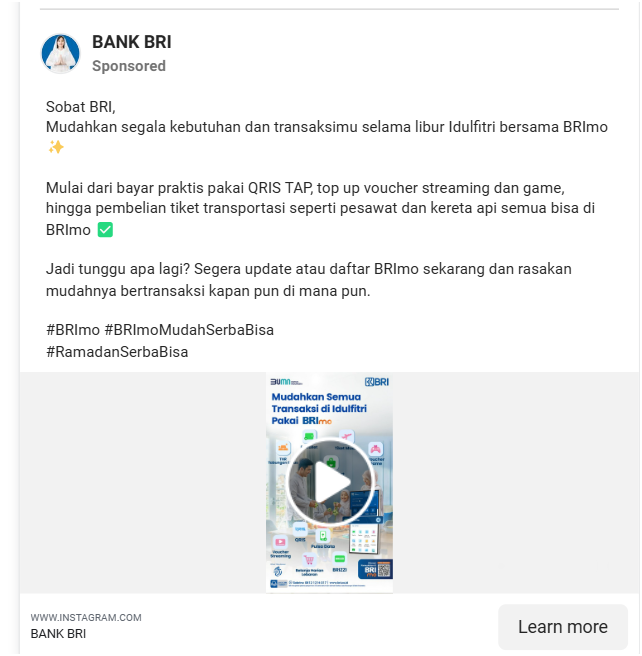 BANK BRI
Sponsored
Sobat BRI,
Mudahkan segala kebutuhan dan transaksimu selama libur Idulfitri bersama BRImo
✨
Mulai dari bayar praktis pakai QRIS TAP, top up voucher streaming dan game,
hingga pembelian tiket transportasi seperti pesawat dan kereta api semua bisa di
BRImo ✅
Jadi tunggu apa lagi? Segera update atau daftar BRImo sekarang dan rasakan
mudahnya bertransaksi kapan pun di mana pun.
#BRImo #BRImoMudahSerbaBisa
#RamadanSerbaBisa
BUMN
BRI
Mudahkan Semua
Transaksi di Idulfitri
Pakai BRImo
QRIS
Pulsa Data
Voucher
Streaming
Belanja Harian
Lebaran
BRIZZI
BRI
mo
WWW.INSTAGRAM.COM
BANK BRI
Learn more